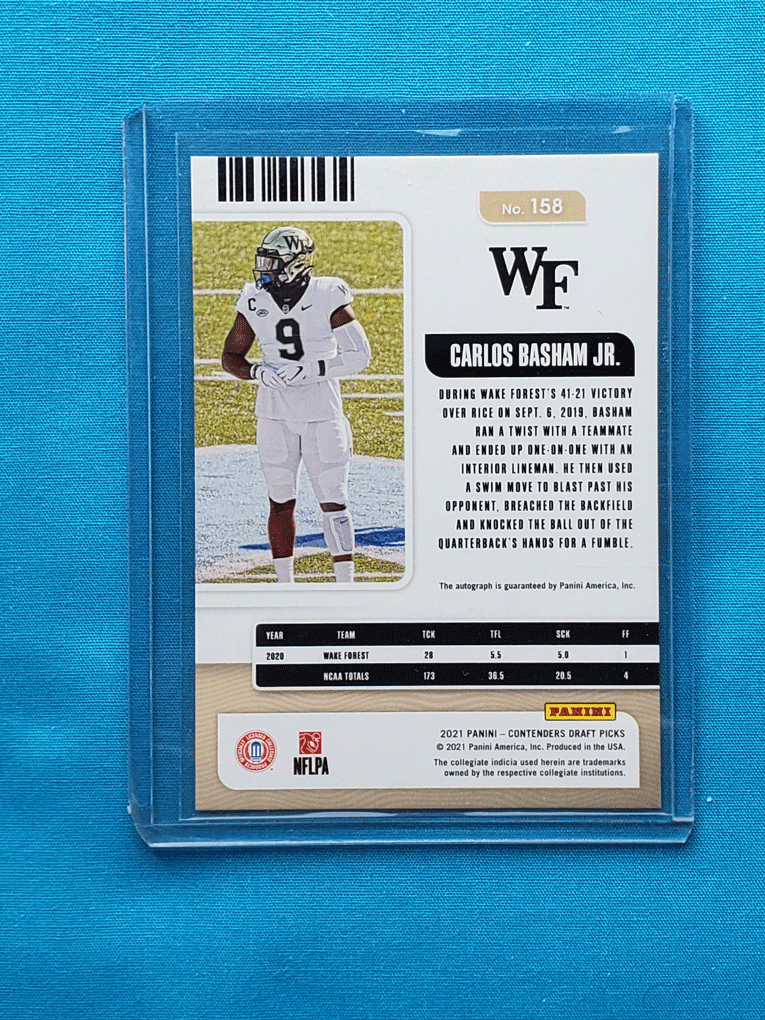 No. 158
WF
WF
TM
C
9
CARLOS BASHAM JR.
DURING WAKE FOREST'S 41-21 VICTORY
OVER RICE ON SEPT. 6, 2019, BASHAM
RAN A TWIST WITH A TEAMMATE
AND ENDED UP ONE-ON-ONE WITH AN
INTERIOR LINEMAN. HE THEN USED
A SWIM MOVE TO BLAST PAST HIS
OPPONENT, BREACHED THE BACKFIELD
AND KNOCKED THE BALL OUT OF THE
QUARTERBACK'S HANDS FOR A FUMBLE.
The autograph is guaranteed by Panini America, Inc.
YEAR TEAM TCK TFL SCK FF
2020 WAKE FOREST 28 5.5 5.0 1
NCAA TOTALS 173 36.5 20.5 4
PANINI
OFFICIALLY LICENSED COLLEGIATE PRODUCTS
NFLPA
2021 PANINI – CONTENDERS DRAFT PICKS
© 2021 Panini America, Inc. Produced in the USA.
The collegiate indicia used herein are trademarks
owned by the respective collegiate institutions.